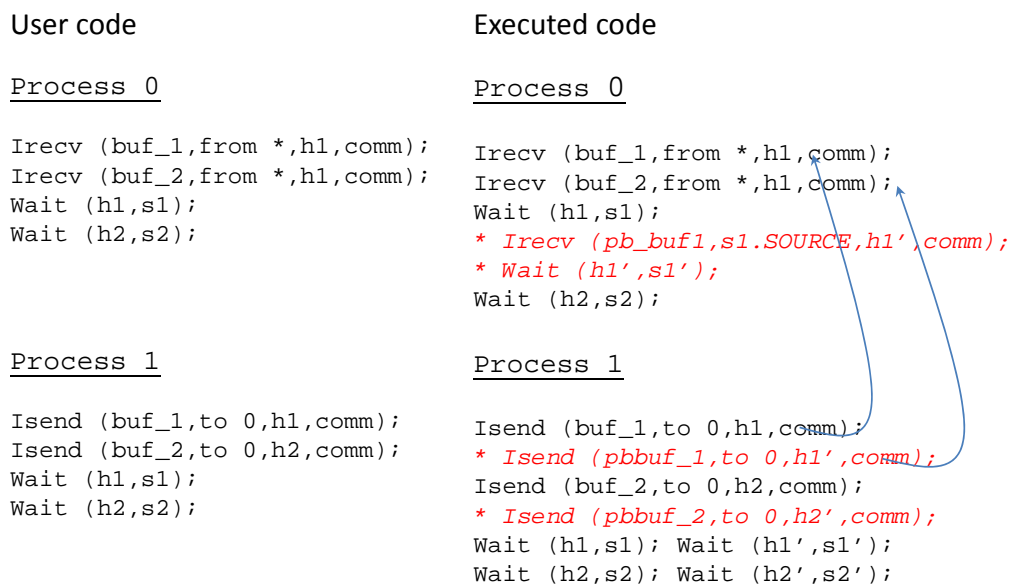 User code
Process 0
Irecv (buf_1,from *,h1,comm);
Irecv (buf_2,from *,h1,comm);
Wait (h1,s1);
Wait (h2,s2);
Process 1
Isend (buf_1,to 0,h1,comm);
Isend (buf_2,to 0,h2,comm);
Wait (h1,s1);
Wait (h2,s2);
Executed code
Process 0
Irecv (buf_1,from *,h1,comm);
Irecv (buf_2,from *,h1,comm);
Wait (h1,s1);
* Irecv (pb_buf1,s1.SOURCE,h1’,comm);
* Wait (h1’,s1’);
Wait (h2,s2);
Process 1
Isend (buf_1,to 0,h1,comm);
* Isend (pbbuf_1,to 0,h1’,comm);
Isend (buf_2,to 0,h2,comm);
* Isend (pbbuf_2,to 0,h2’,comm);
Wait (h1,s1); Wait (h1’,s1’);
Wait (h2,s2); Wait (h2’,s2’);